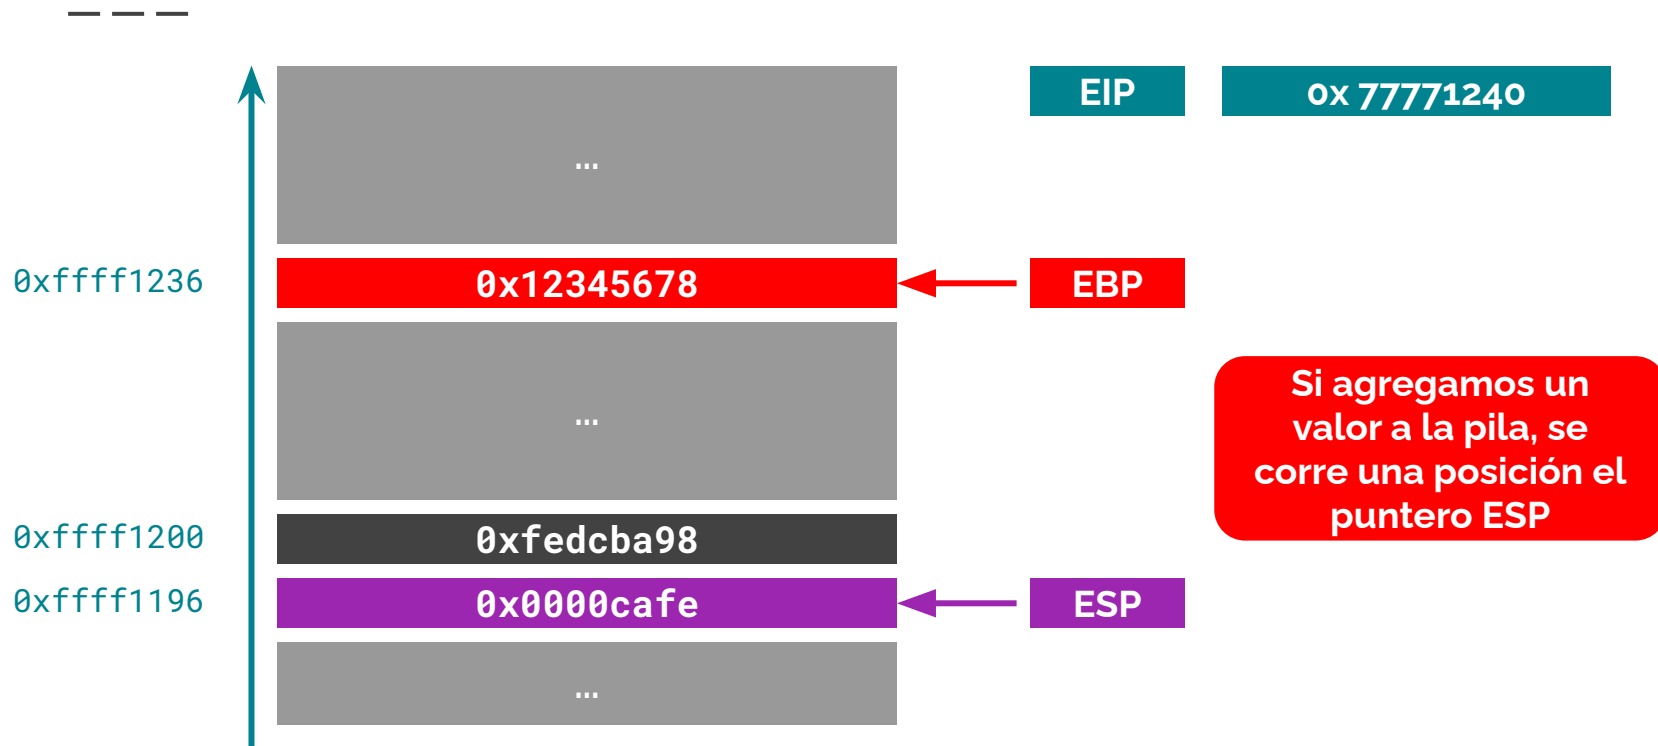 …
EIP
0x 77771240
0xffff1236
0x12345678
EBP
…
Si agregamos un
valor a la pila, se
corre una posición el
puntero ESP
0xffff1200
0xfedcba98
0xffff1196
0x0000cafe
ESP
…